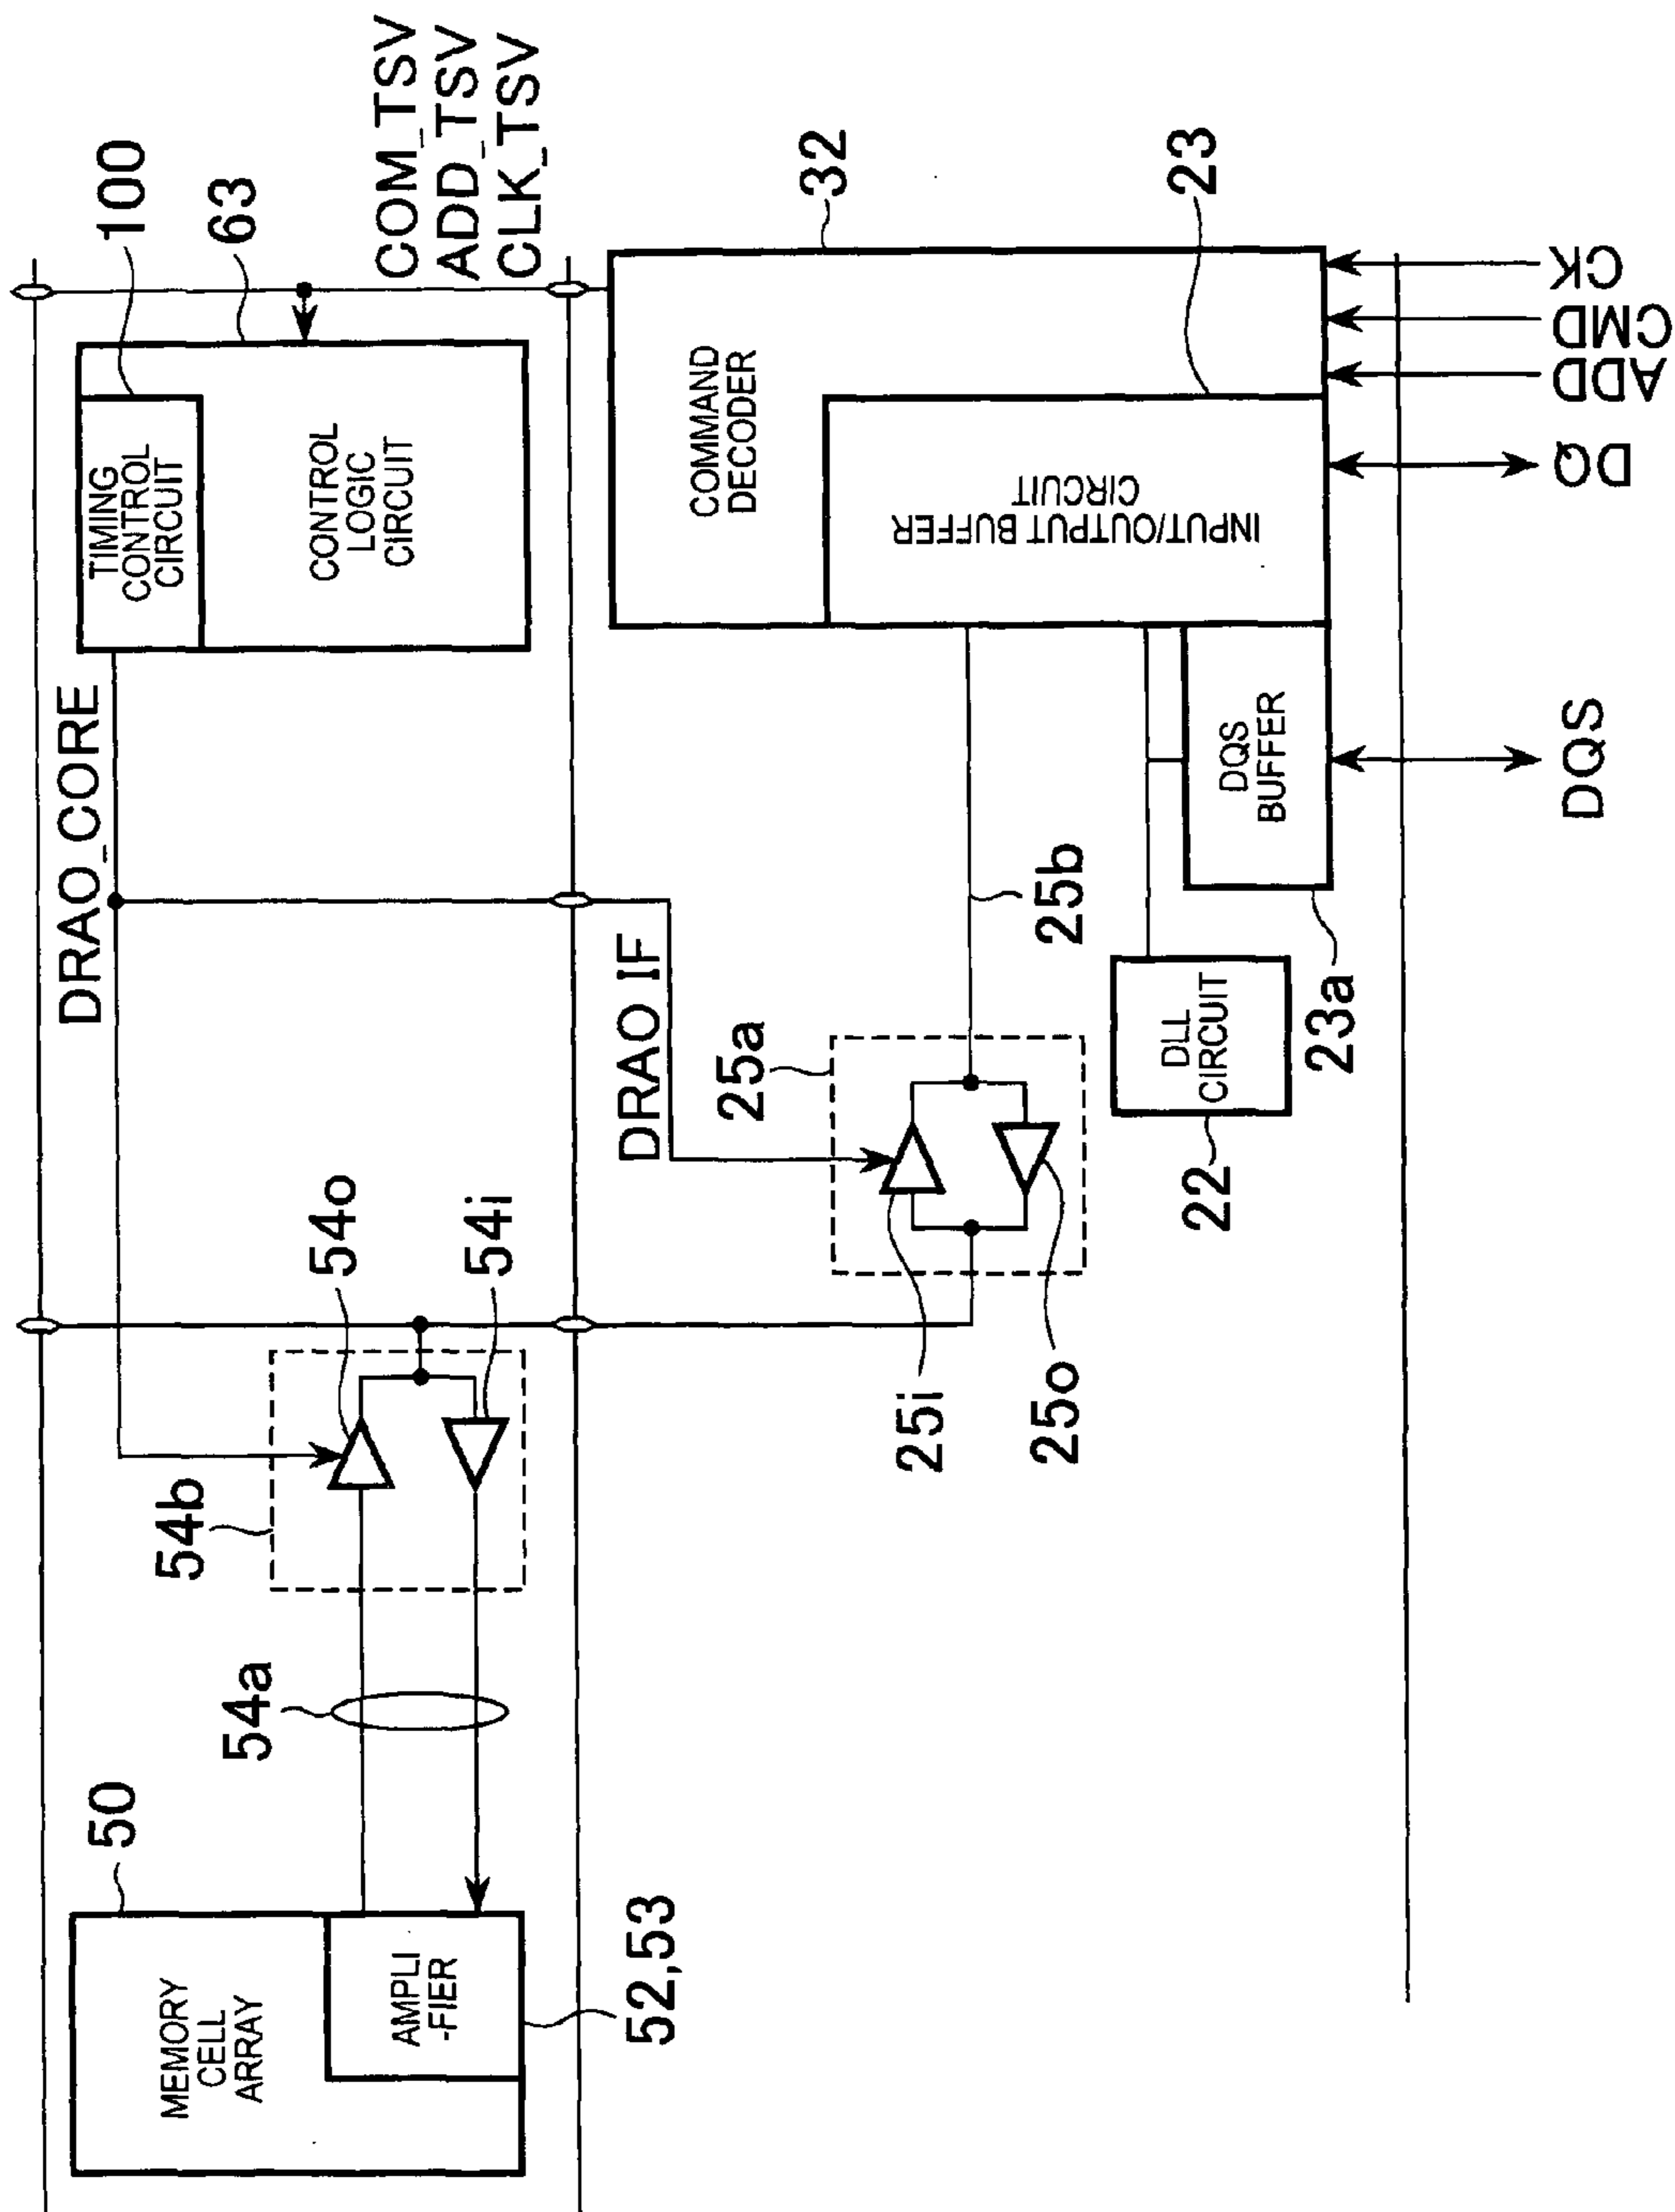 MEMORY
CELL
ARRAY
50
AMPLI
-FIER
52,53
54a
54b
54o
54i
DRAO_CORE
TIMING
CONTROL
CIRCUIT
100
CONTROL
LOGIC
CIRCUIT
63
COM_TSV
ADD_TSV
CLK_TSV
DRAO IF
25a
25i
25o
25b
COMMAND
DECODER
32
INPUT/OUTPUT BUFFER
CIRCUIT
23
DLL
CIRCUIT
22
DQS
BUFFER
23a
DQS
DQ
ADD
CMD
CK